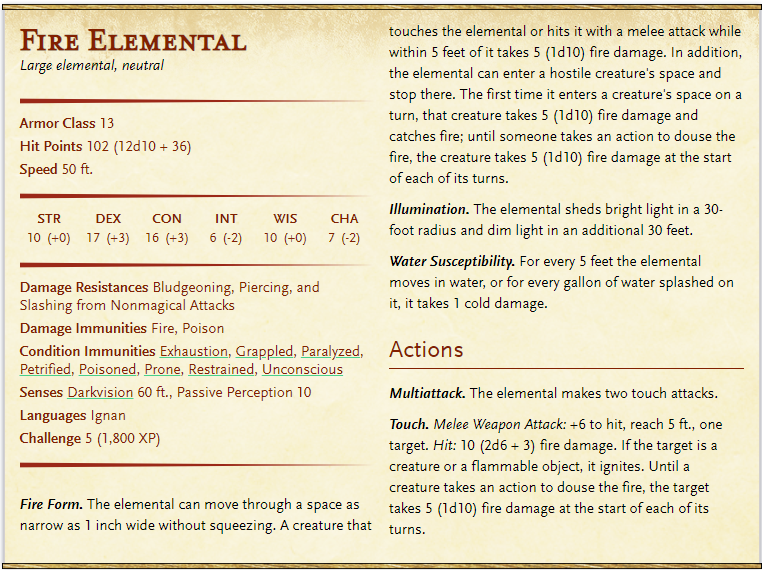 Fire Elemental
Large elemental, neutral
Armor Class 13
Hit Points 102 (12d10 + 36)
Speed 50 ft.
STR DEX CON INT WIS CHA
10 (+0) 17 (+3) 16 (+3) 6 (-2) 10 (+0) 7 (-2)
Damage Resistances Bludgeoning, Piercing, and
Slashing from Nonmagical Attacks
Damage Immunities Fire, Poison
Condition Immunities Exhaustion, Grappled, Paralyzed,
Petrified, Poisoned, Prone, Restrained, Unconscious
Senses Darkvision 60 ft., Passive Perception 10
Languages Ignan
Challenge 5 (1,800 XP)
Fire Form. The elemental can move through a space as
narrow as 1 inch wide without squeezing. A creature that
touches the elemental or hits it with a melee attack while
within 5 feet of it takes 5 (1d10) fire damage. In addition,
the elemental can enter a hostile creature's space and
stop there. The first time it enters a creature's space on a
turn, that creature takes 5 (1d10) fire damage and
catches fire; until someone takes an action to douse the
fire, the creature takes 5 (1d10) fire damage at the start
of each of its turns.
Illumination. The elemental sheds bright light in a 30-
foot radius and dim light in an additional 30 feet.
Water Susceptibility. For every 5 feet the elemental
moves in water, or for every gallon of water splashed on
it, it takes 1 cold damage.
Actions
Multiattack. The elemental makes two touch attacks.
Touch. Melee Weapon Attack: +6 to hit, reach 5 ft., one
target. Hit: 10 (2d6 + 3) fire damage. If the target is a
creature or a flammable object, it ignites. Until a
creature takes an action to douse the fire, the target
takes 5 (1d10) fire damage at the start of each of its
turns.